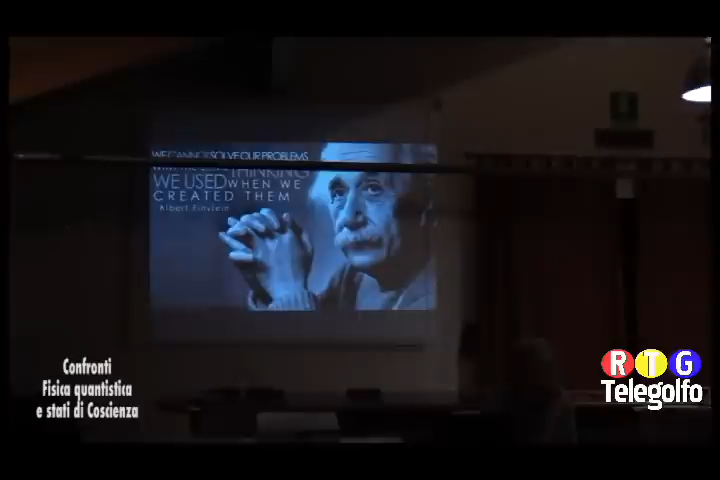 WE CANNOT SOLVE OUR PROBLEMS
THINKING
WE USED WHEN WE
CREATED THEM
Albert Einstein
Confronti
Fisica quantistica
e stati di Coscienza
RTG
Telegolfo